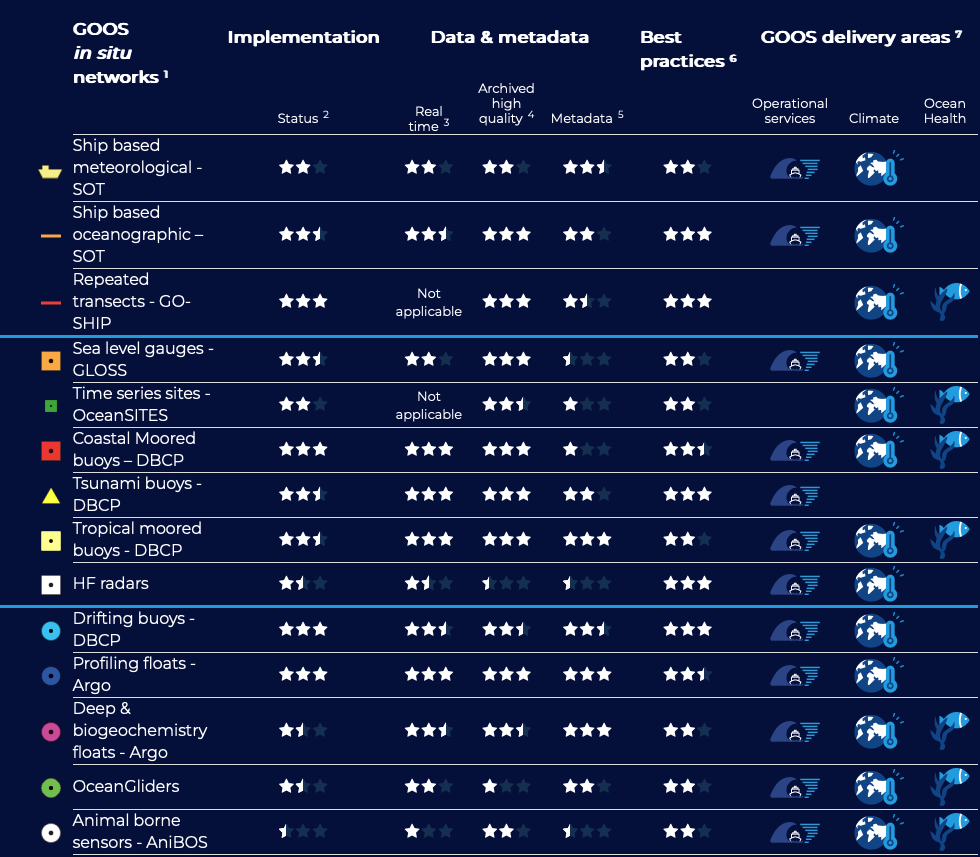 GOOS
in situ
networks ¹
Implementation
Data & metadata
Best
practices ⁶
GOOS delivery areas ⁷
Status ²
Real
time ³
Archived
high
quality ⁴
Metadata ⁵
Operational
services
Climate
Ocean
Health
Ship based
meteorological -
SOT
Ship based
oceanographic –
SOT
Repeated
transects - GO-
SHIP
Not
applicable
Sea level gauges -
GLOSS
Time series sites -
OceanSITES
Not
applicable
Coastal Moored
buoys – DBCP
Tsunami buoys -
DBCP
Tropical moored
buoys - DBCP
HF radars
Drifting buoys -
DBCP
Profiling floats -
Argo
Deep &
biogeochemistry
floats - Argo
OceanGliders
Animal borne
sensors - AniBOS